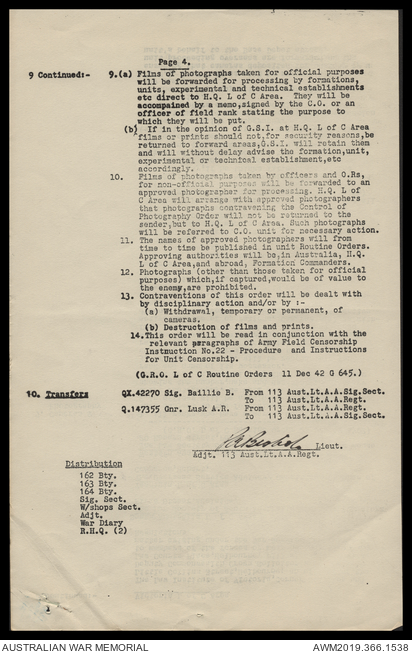 Page 4.
9 Continued:- 9.(a) Films of photographs taken for official purposes
will be forwarded for processing by formations,
units, experimental and technical establishments
etc direct to H.Q. L of C Area. They will be
accompained by a memo,signed by the C.O. or an
officer of field rank stating the purpose to
which they will be put.
(b) If in the opinion of G.S.I. at H.Q. L of C Area
films or prints should not,for security reasons,be
returned to forward areas,G.S.I. will retain them
and will without delay advise the formation,unit,
experimental or technical establishment,etc
accordingly.
10. Films of photographs taken by officers and O.Rs,
for non-official purposes will be forwarded to an
approved photographer for processing. H.Q. L of
C Area will arrange with approved photographers
that photographs contravening the Control of
Photography Order will not be returned to the
sender,but to H.Q. L of C Area. Such photographs
will be referred to C.O. unit for necessary action.
11. The names of approved photographers will from
time to time be published in unit Routine Orders.
Approving authorities will be,in Australia, H.Q.
L of C Area,and abroad, Formation Commanders.
12. Photographs (other than those taken for official
purposes) which,if captured,would be of value to
the enemy,are prohibited.
13. Contraventions of this order will be dealt with
by disciplinary action and/or by :-
(a) Withdrawal, temporary or permanent, of
cameras.
(b) Destruction of films and prints.
14.This order will be read in conjunction with the
relevant paragraphs of Army Field Censorship
Instruction No.22 - Procedure and Instructions
for Unit Censorship.
(G.R.O. L of C Routine Orders 11 Dec 42 G 645.)
10. Transfers QX.42270 Sig. Baillie B. From 113 Aust.Lt.A.A.Sig.Sect.
To 113 Aust.Lt.A.A.Regt.
Q.147355 Gnr. Lusk A.R. From 113 Aust.Lt.A.A.Regt.
To 113 Aust.Lt.A.A.Sig.Sect.
Lieut.
Adjt. 113 Aust.Lt.A.A.Regt.
Distribution
162 Bty.
163 Bty.
164 Bty.
Sig. Sect.
W/shops Sect.
Adjt.
War Diary
R.H.Q. (2)
AUSTRALIAN WAR MEMORIAL AWM2019.366.1538